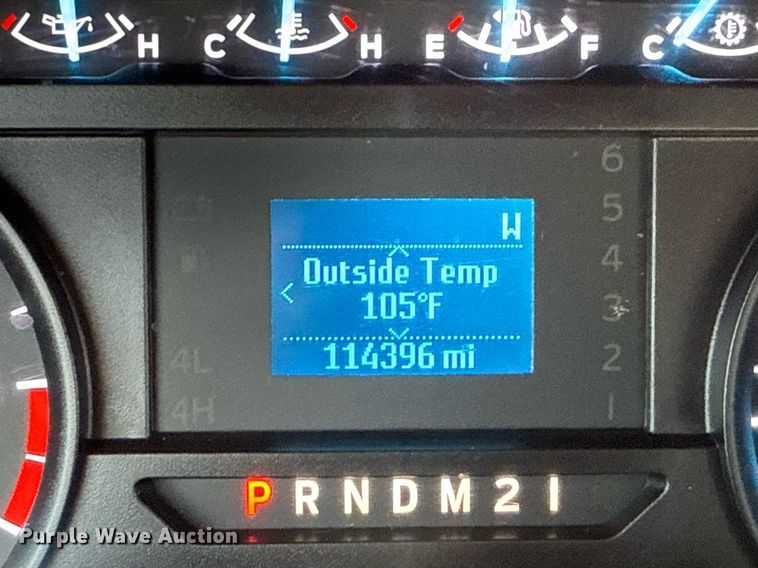 H C H E F C
6
5
4
3
2
1
4L
4H
W
Outside Temp
105°F
114396 mi
P R N D M 2 1
Purple Wave Auction